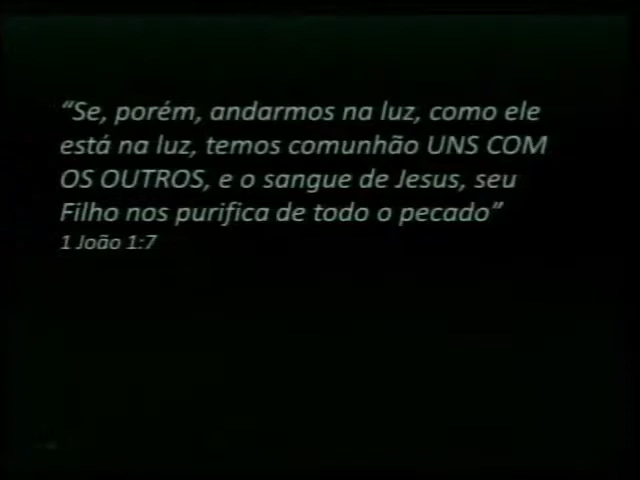 “Se, porém, andarmos na luz, como ele
está na luz, temos comunhão UNS COM
OS OUTROS, e o sangue de Jesus, seu
Filho nos purifica de todo o pecado”
1 João 1:7